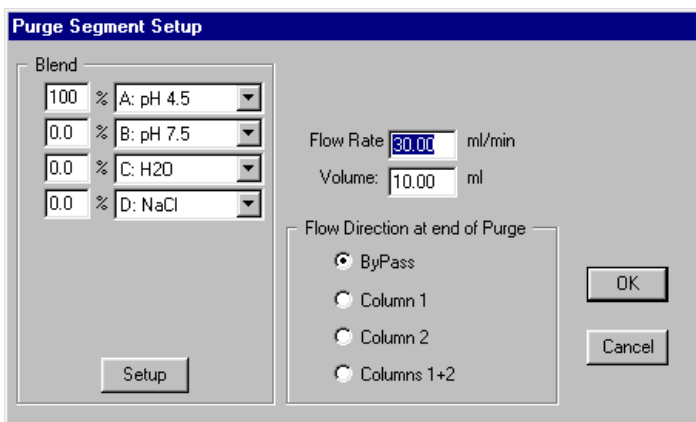 Purge Segment Setup
Blend
100 % A: pH 4.5
0.0 % B: pH 7.5
0.0 % C: H2O
0.0 % D: NaCl
Setup
Flow Rate 30.00 ml/min
Volume: 10.00 ml
Flow Direction at end of Purge
ByPass
Column 1
Column 2
Columns 1+2
OK
Cancel